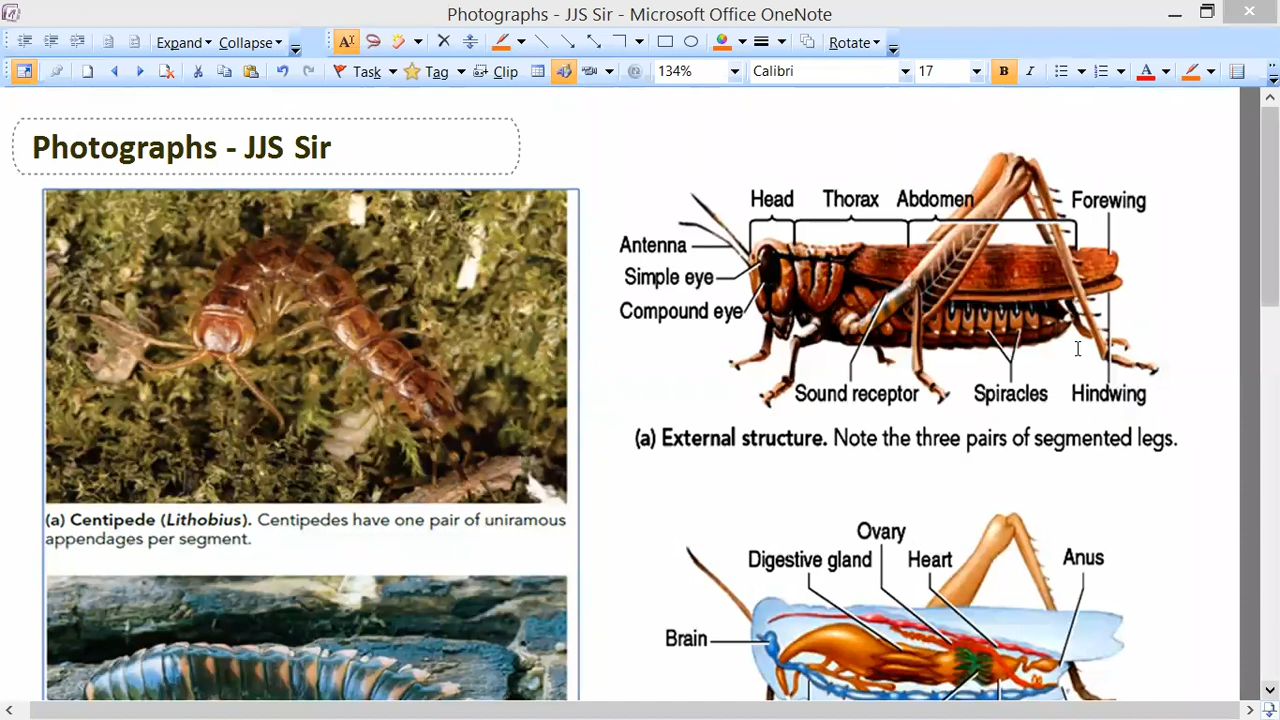 Photographs - JJS Sir - Microsoft Office OneNote
Expand Collapse Rotate
Task Tag Clip 134% Calibri 17 B I A
Photographs - JJS Sir
Head Thorax Abdomen Forewing
Antenna
Simple eye
Compound eye
Sound receptor Spiracles Hindwing
(a) External structure. Note the three pairs of segmented legs.
(a) Centipede (Lithobius). Centipedes have one pair of uniramous
appendages per segment.
Ovary
Digestive gland Heart Anus
Brain